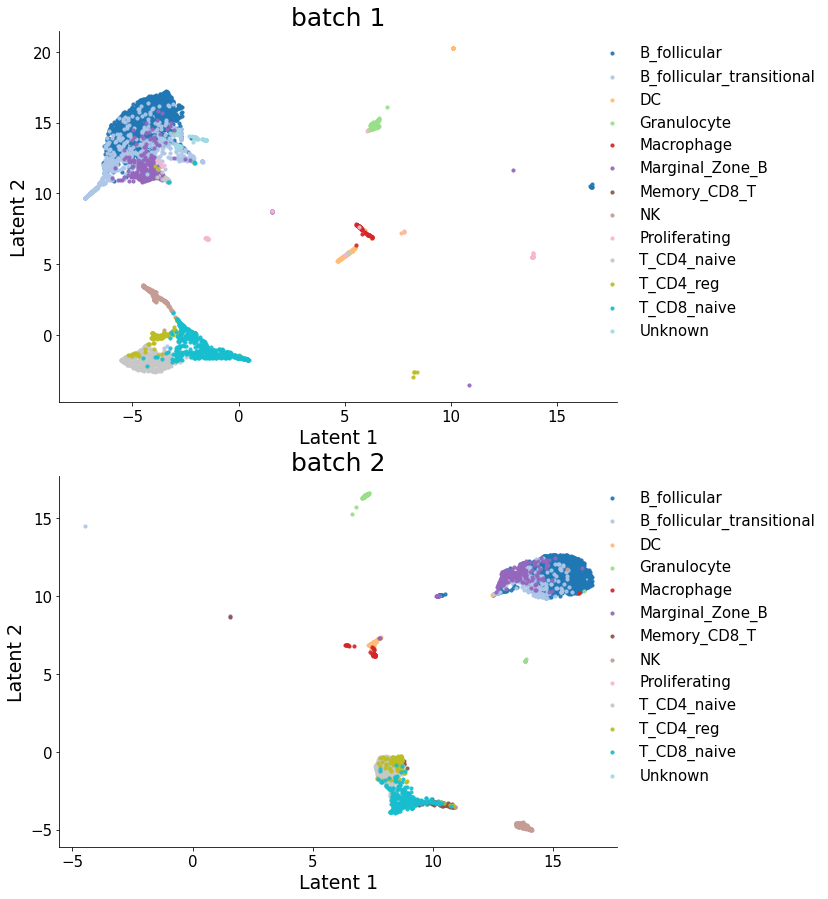 batch 1
20
15
10
5
0
Latent 2
−5 0 5 10 15
Latent 1
B_follicular
B_follicular_transitional
DC
Granulocyte
Macrophage
Marginal_Zone_B
Memory_CD8_T
NK
Proliferating
T_CD4_naive
T_CD4_reg
T_CD8_naive
Unknown
batch 2
15
10
5
0
−5
Latent 2
−5 0 5 10 15
Latent 1
B_follicular
B_follicular_transitional
DC
Granulocyte
Macrophage
Marginal_Zone_B
Memory_CD8_T
NK
Proliferating
T_CD4_naive
T_CD4_reg
T_CD8_naive
Unknown